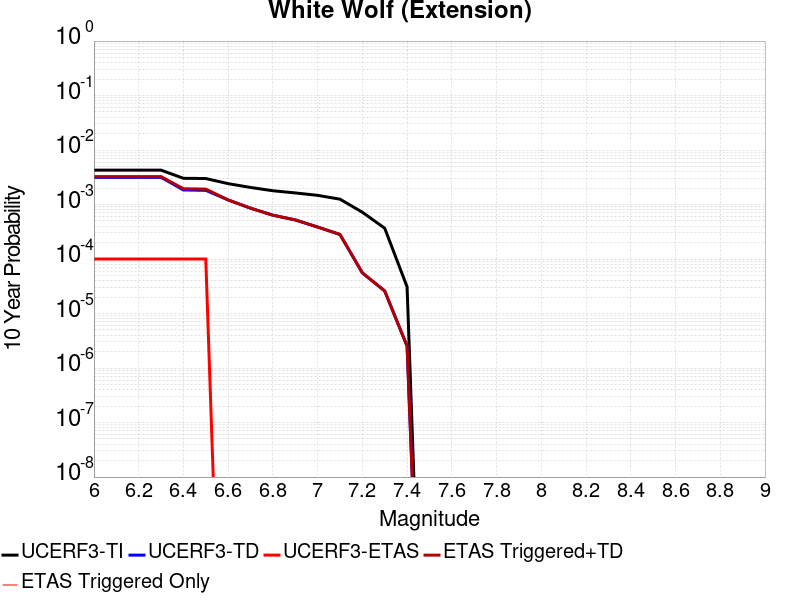 White Wolf (Extension)
10^0
10^-1
10^-2
10^-3
10^-4
10^-5
10^-6
10^-7
10^-8
10 Year Probability
6 6.2 6.4 6.6 6.8 7 7.2 7.4 7.6 7.8 8 8.2 8.4 8.6 8.8 9
Magnitude
UCERF3-TI UCERF3-TD UCERF3-ETAS ETAS Triggered+TD
ETAS Triggered Only